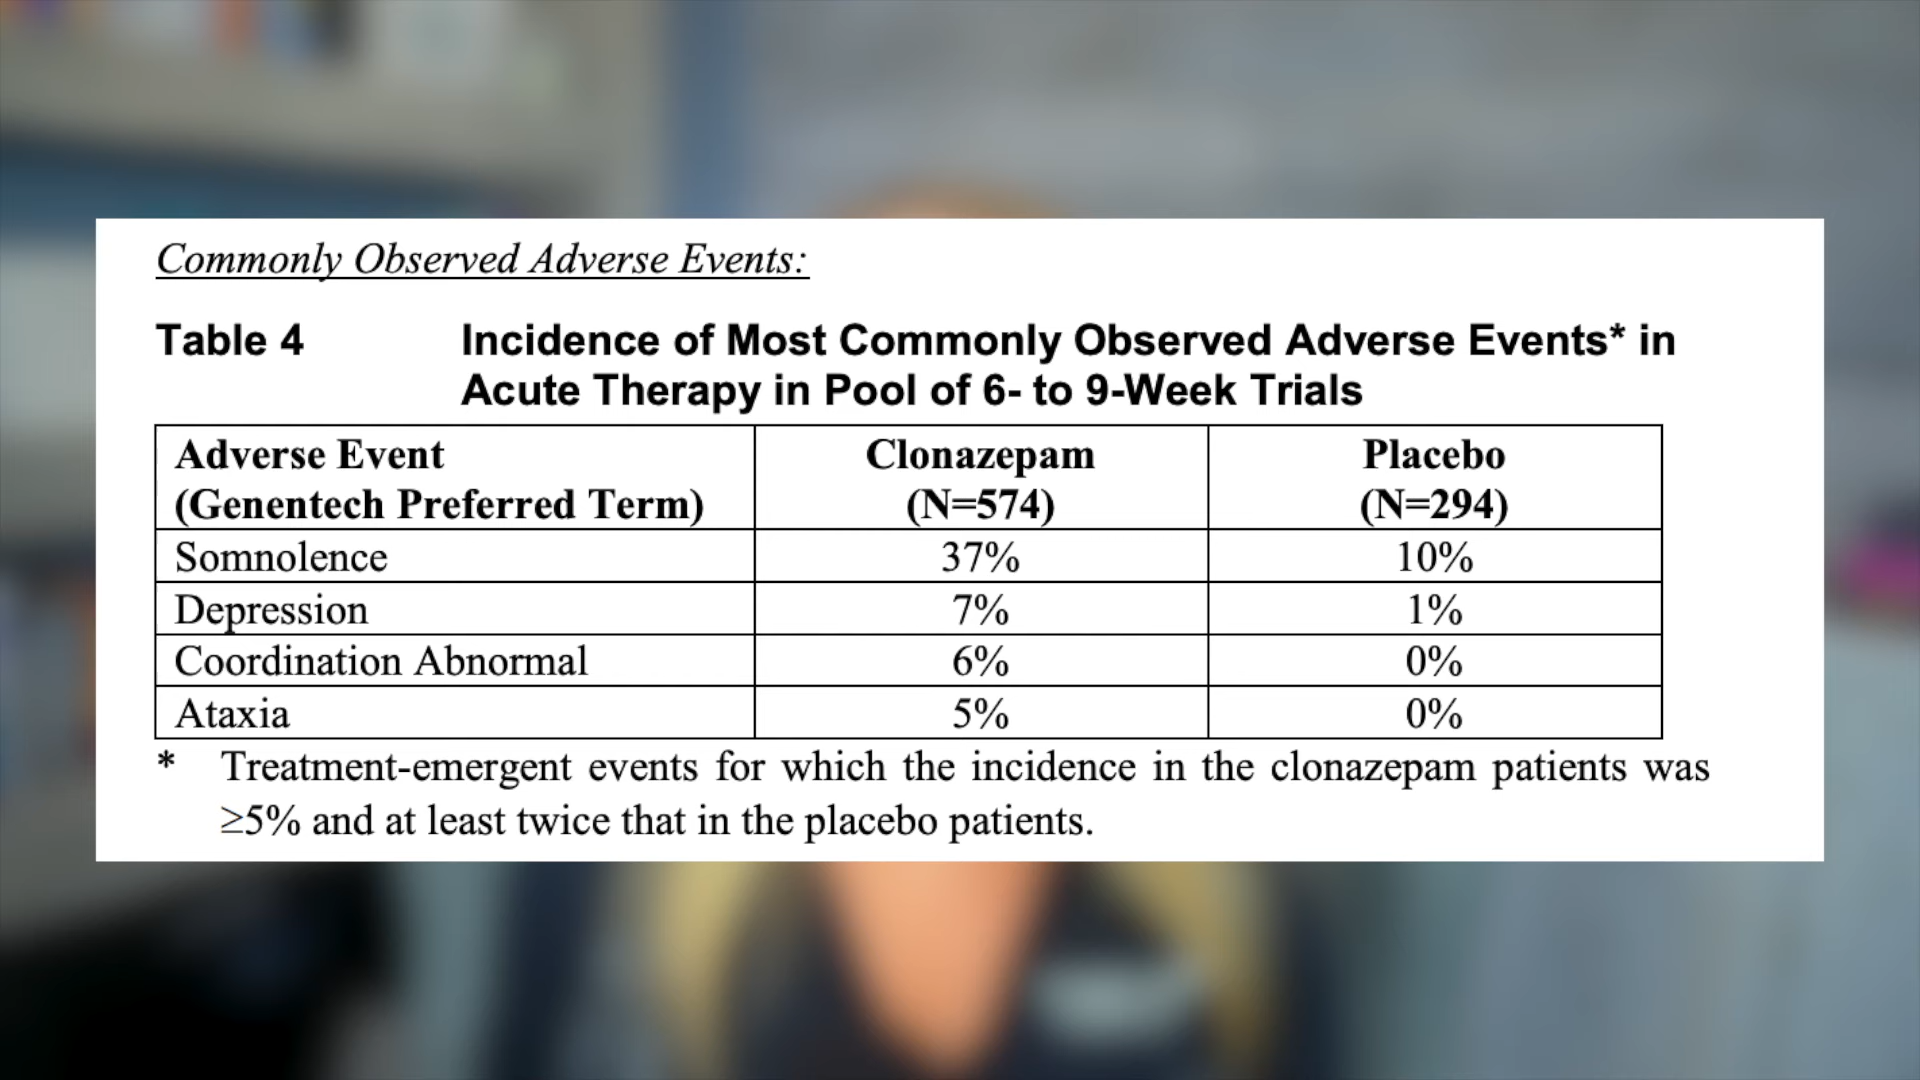 Commonly Observed Adverse Events:
Table 4 Incidence of Most Commonly Observed Adverse Events* in
Acute Therapy in Pool of 6- to 9-Week Trials
Adverse Event Clonazepam Placebo
(Genentech Preferred Term) (N=574) (N=294)
Somnolence 37% 10%
Depression 7% 1%
Coordination Abnormal 6% 0%
Ataxia 5% 0%
* Treatment-emergent events for which the incidence in the clonazepam patients was
≥5% and at least twice that in the placebo patients.